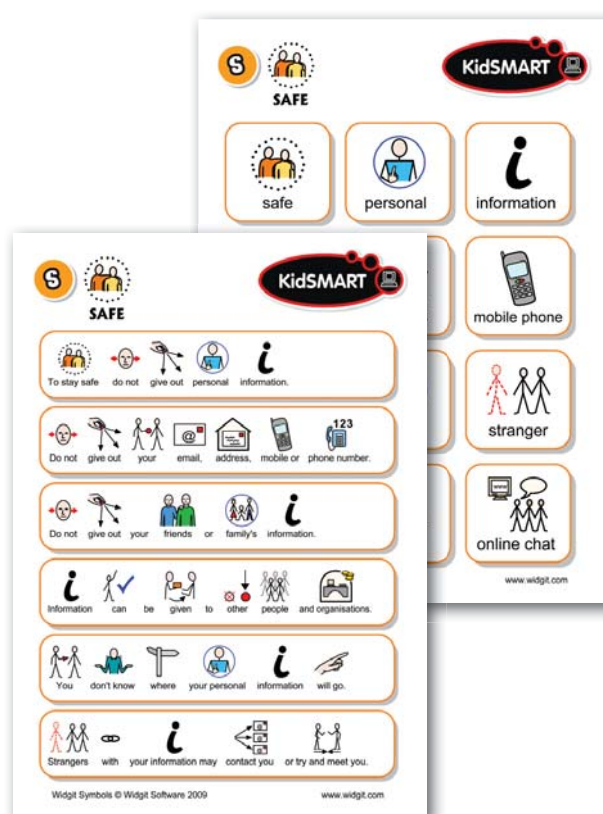 S
SAFE
KidSMART
safe personal information
mobile phone
stranger
online chat
www.widgit.com
S
SAFE
KidSMART
To stay safe do not give out personal information.
Do not give out your email, address, mobile or phone number.
@
123
Do not give out your friends or family's information.
Information can be given to other people and organisations.
You don't know where your personal information will go.
Strangers with your information may contact you or try and meet you.
Widgit Symbols © Widgit Software 2009 www.widgit.com